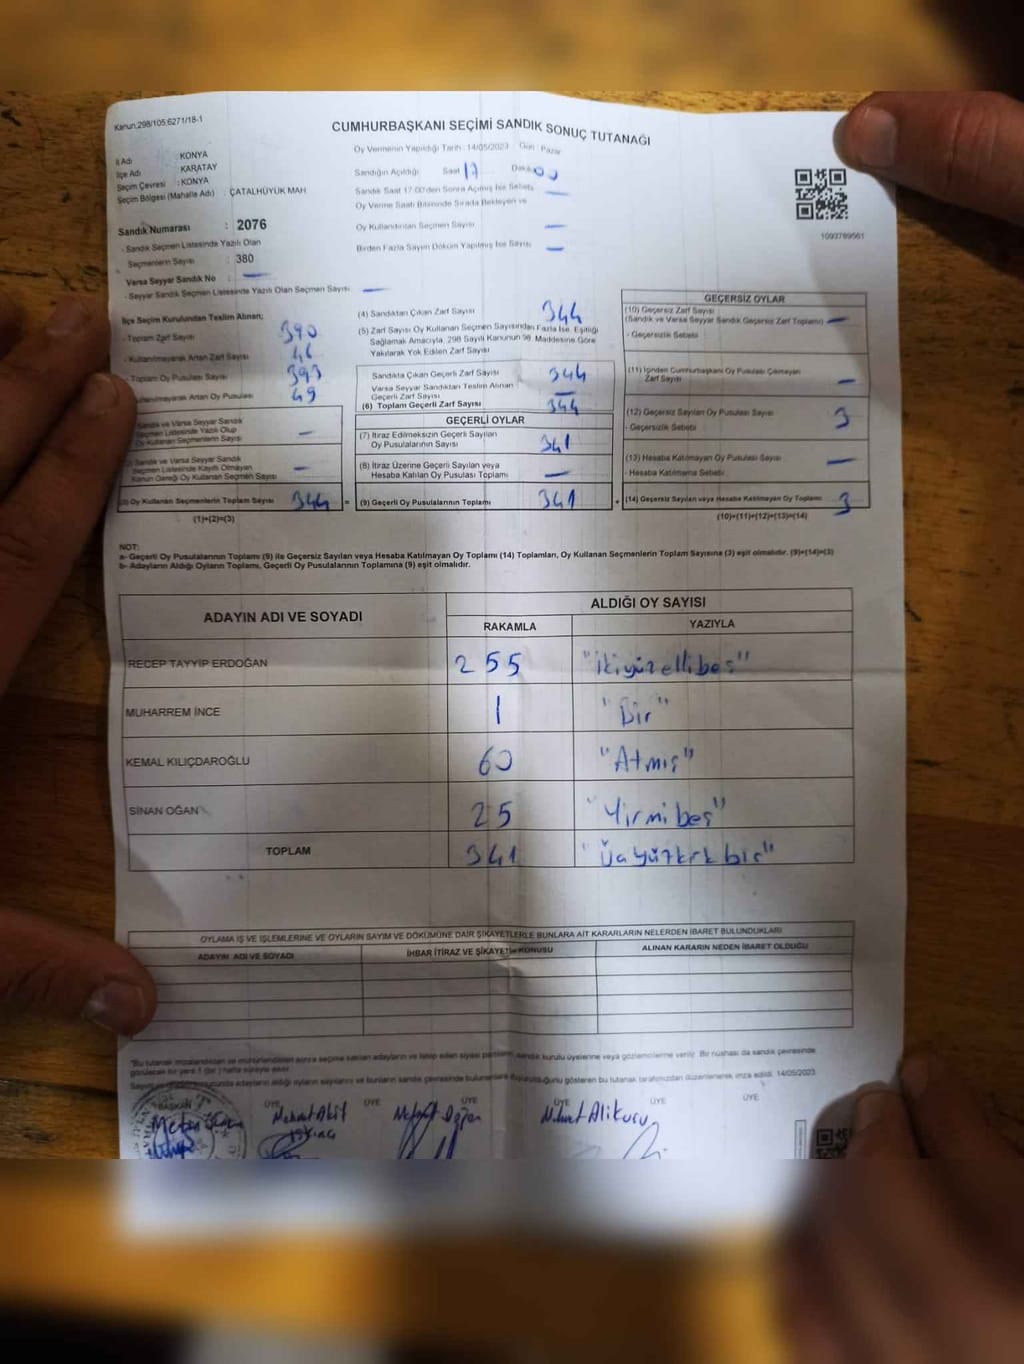 Kanun:298/105;6271/18-1
CUMHURBAŞKANI SEÇİMİ SANDIK SONUÇ TUTANAĞI
İl Adı : KONYA
İlçe Adı : KARATAY
Seçim Çevresi : KONYA
Seçim Bölgesi (Mahalle Adı) : ÇATALHÜYÜK MAH
Sandık Numarası : 2076
- Sandık Seçmen Listesinde Yazılı Olan
Seçmenlerin Sayısı : 380
Varsa Seyyar Sandık No : —
- Seyyar Sandık Seçmen Listesinde Yazılı Olan Seçmen Sayısı —
Oy Vermenin Yapıldığı Tarih : 14/05/2023 Gün : Pazar
Sandığın Açıldığı Saat 17 Dakika 00
Sandık Saat 17:00'den Sonra Açılmış İse Sebebi —
Oy Verme Saati Bitiminde Sırada Bekleyen ve
Oy Kullandırılan Seçmen Sayısı —
Birden Fazla Sayım Döküm Yapılmış İse Sayısı —
1093789561
İlçe Seçim Kurulundan Teslim Alınan;
- Toplam Zarf Sayısı 390
- Kullanılmayarak Artan Zarf Sayısı 46
- Toplam Oy Pusulası Sayısı 393
Kullanılmayarak Artan Oy Pusulası 49
Sandık ve Varsa Seyyar Sandık
Seçmen Listesinde Yazılı Olup
Oy Kullanan Seçmenlerin Sayısı —
Sandık ve Varsa Seyyar Sandık
Seçmen Listesinde Kayıtlı Olmayan
Kanun Gereği Oy Kullanan Seçmen Sayısı —
(3) Oy Kullanan Seçmenlerin Toplam Sayısı 344 =
(1)+(2)=(3)
(4) Sandıktan Çıkan Zarf Sayısı 344
(5) Zarf Sayısı Oy Kullanan Seçmen Sayısından Fazla İse, Eşitliği
Sağlamak Amacıyla, 298 Sayılı Kanunun 98. Maddesine Göre
Yakılarak Yok Edilen Zarf Sayısı
Sandıkta Çıkan Geçerli Zarf Sayısı 344
Varsa Seyyar Sandıktan Teslim Alınan
Geçerli Zarf Sayısı —
(6) Toplam Geçerli Zarf Sayısı 344
GEÇERLİ OYLAR
(7) İtiraz Edilmeksizin Geçerli Sayılan
Oy Pusulalarının Sayısı 341
(8) İtiraz Üzerine Geçerli Sayılan veya
Hesaba Katılan Oy Pusulası Toplamı —
(9) Geçerli Oy Pusulalarının Toplamı 341 +
GEÇERSİZ OYLAR
(10) Geçersiz Zarf Sayısı
(Sandık ve Varsa Seyyar Sandık Geçersiz Zarf Toplamı) —
- Geçersizlik Sebebi
(11) İçinden Cumhurbaşkanı Oy Pusulası Çıkmayan
Zarf Sayısı —
(12) Geçersiz Sayılan Oy Pusulası Sayısı 3
- Geçersizlik Sebebi
(13) Hesaba Katılmayan Oy Pusulası Sayısı —
- Hesaba Katılmama Sebebi
(14) Geçersiz Sayılan veya Hesaba Katılmayan Oy Toplamı 3
(10)+(11)+(12)+(13)=(14)
NOT:
a- Geçerli Oy Pusulalarının Toplamı (9) ile Geçersiz Sayılan veya Hesaba Katılmayan Oy Toplamı (14) Toplamları, Oy Kullanan Seçmenlerin Toplam Sayısına (3) eşit olmalıdır. (9)+(14)=(3)
b- Adayların Aldığı Oyların Toplamı, Geçerli Oy Pusulalarının Toplamına (9) eşit olmalıdır.
ADAYIN ADI VE SOYADI ALDIĞI OY SAYISI
RAKAMLA YAZIYLA
RECEP TAYYİP ERDOĞAN 255 "ikiyüzellibeş"
MUHARREM İNCE 1 "Bir"
KEMAL KILIÇDAROĞLU 60 "Atmış"
SİNAN OĞAN 25 "Yirmibeş"
TOPLAM 341 "Üçyüzkrkbir"
OYLAMA İŞ VE İŞLEMLERİNE VE OYLARIN SAYIM VE DÖKÜMÜNE DAİR ŞİKAYETLERLE BUNLARA AİT KARARLARIN NELERDEN İBARET BULUNDUKLARI
ADAYIN ADI VE SOYADI İHBAR İTİRAZ VE ŞİKAYETİN KONUSU ALINAN KARARIN NEDEN İBARET OLDUĞU
14/05/2023
BAŞKAN ÜYE ÜYE ÜYE ÜYE ÜYE ÜYE
Metin Mehmet Akif